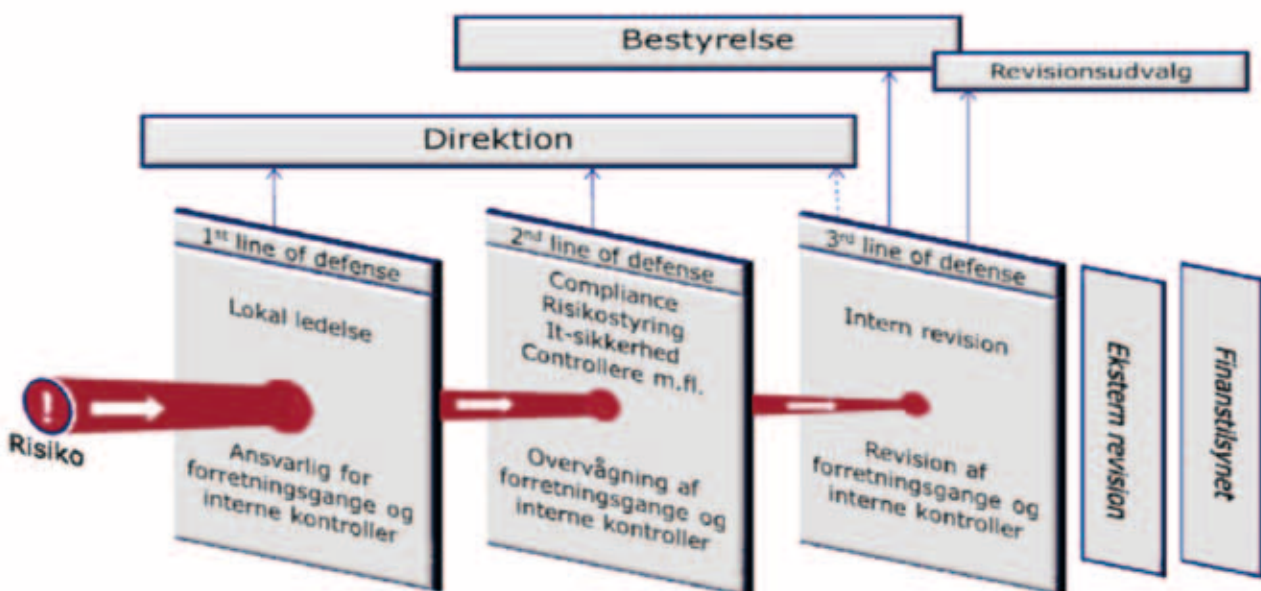 Bestyrelse
Revisionsudvalg
Direktion
1st line of defense
Lokal ledelse
Ansvarlig for
forretningsgange og
interne kontroller
2nd line of defense
Compliance
Risikostyring
It-sikkerhed
Controllere m.fl.
Overvågning af
forretningsgange og
interne kontroller
3rd line of defense
Intern revision
Revision af
forretningsgange og
interne kontroller
Ekstern revision
Finanstilsynet
!
Risiko